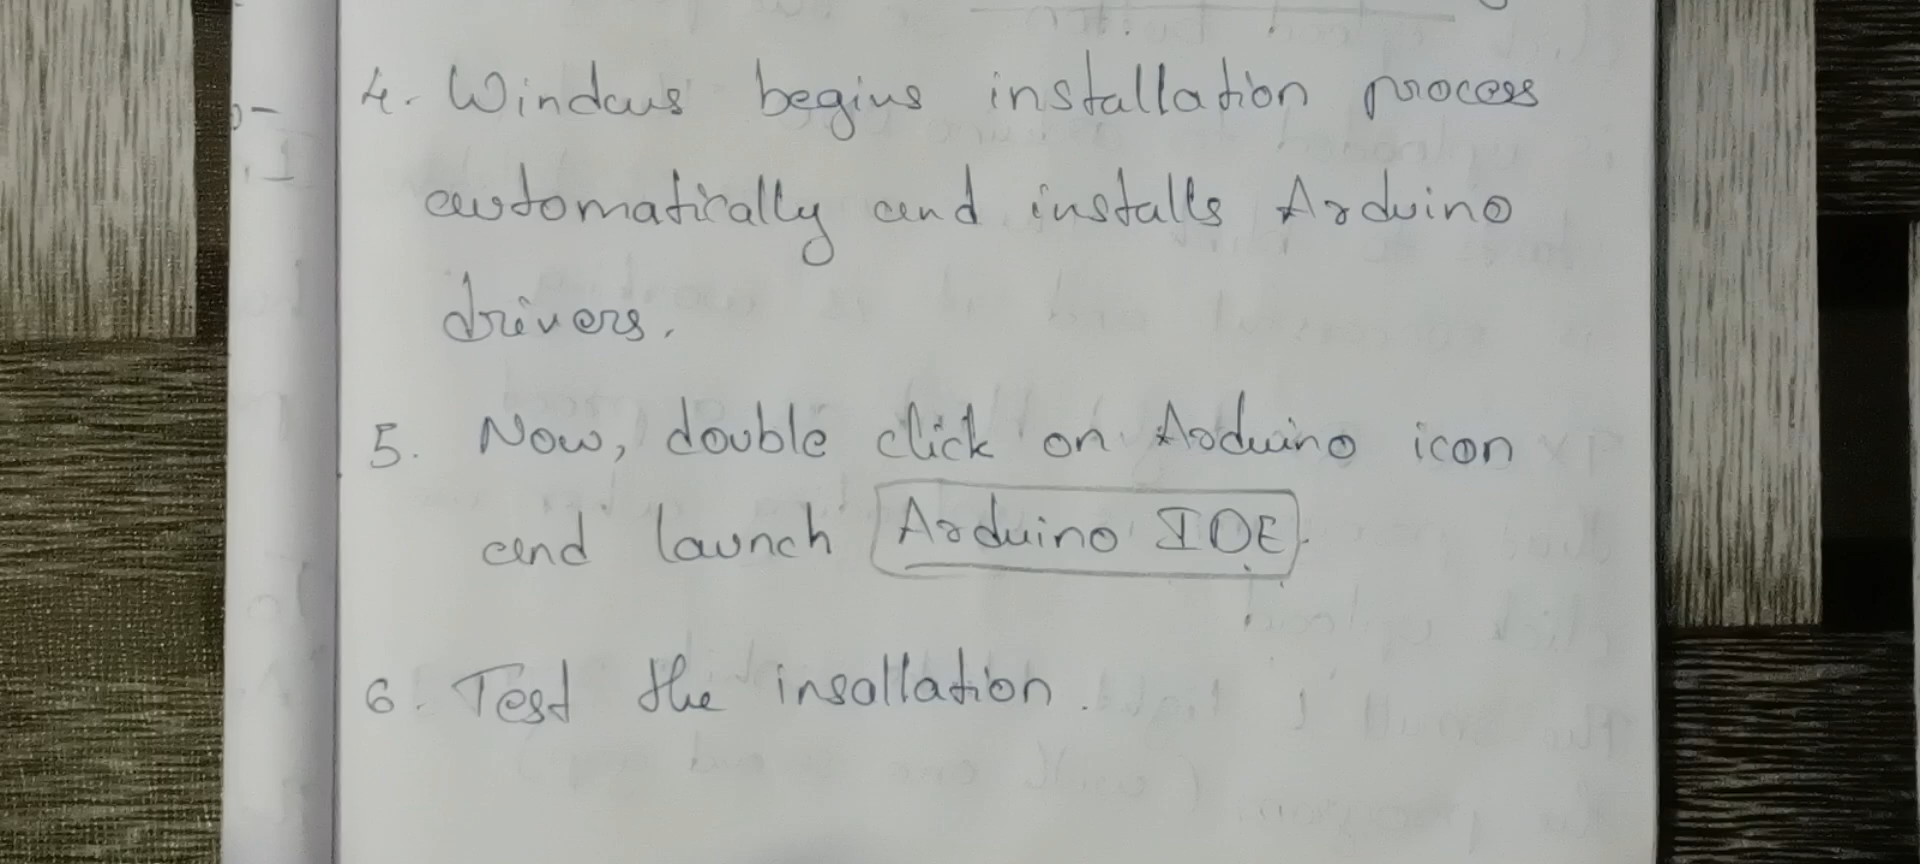 4. Windows begins installation process
automatically and installs Arduino
drivers.
5. Now, double click on Arduino icon
and launch Arduino IDE.
6. Test the insallation.